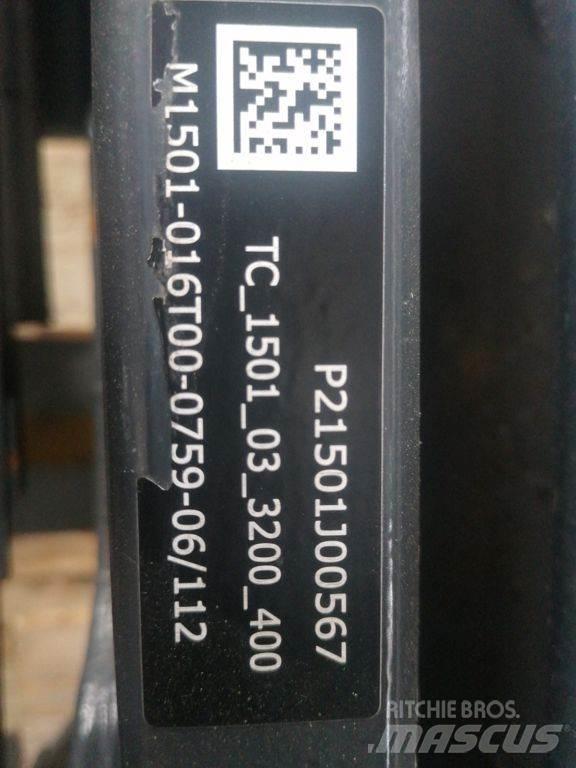 P21501J00567
TC_1501_03_3200_400
M1501-016T00-0759-06/112
RITCHIE BROS.
MASCUS